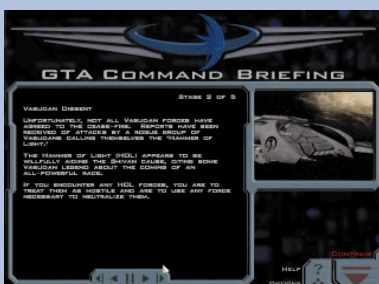 GTA Command Briefing
Stage 2 of 5
Vasudan Dissent
Unfortunately, not all Vasudan forces have
agreed to the cease-fire. Reports have been
received of attacks by a rogue group of
Vasudans calling themselves the 'Hammer of
Light.'
The Hammer of Light (HOL) appears to be
willfully aiding the Shivan cause, citing some
Vasudan legend about the coming of an
all-powerful race.
If you encounter any HOL forces, you are to
treat them as hostile and are to use any force
necessary to neutralize them.
Continue
Help
Options